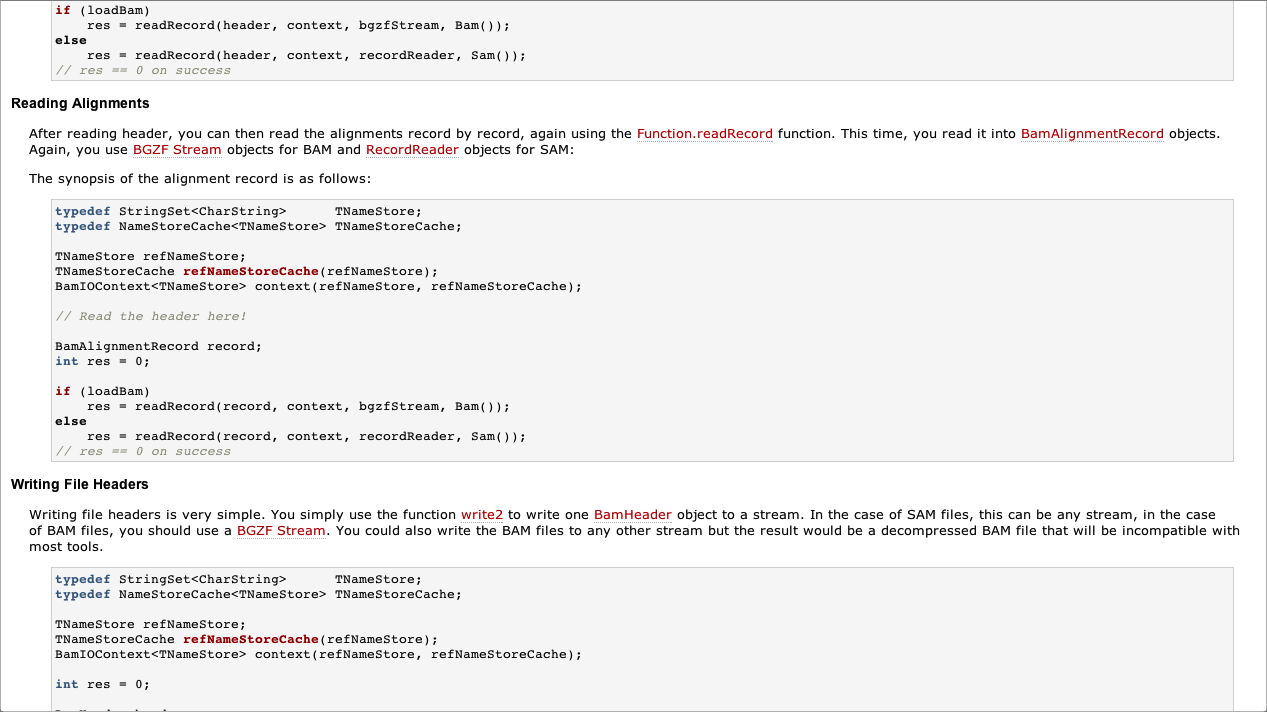 if (loadBam)
    res = readRecord(header, context, bgzfStream, Bam());
else
    res = readRecord(header, context, recordReader, Sam());
// res == 0 on success
Reading Alignments
After reading header, you can then read the alignments record by record, again using the Function.readRecord function. This time, you read it into BamAlignmentRecord objects.
Again, you use BGZF Stream objects for BAM and RecordReader objects for SAM:
The synopsis of the alignment record is as follows:
typedef StringSet<CharString>      TNameStore;
typedef NameStoreCache<TNameStore> TNameStoreCache;
TNameStore refNameStore;
TNameStoreCache refNameStoreCache(refNameStore);
BamIOContext<TNameStore> context(refNameStore, refNameStoreCache);
// Read the header here!
BamAlignmentRecord record;
int res = 0;
if (loadBam)
    res = readRecord(record, context, bgzfStream, Bam());
else
    res = readRecord(record, context, recordReader, Sam());
// res == 0 on success
Writing File Headers
Writing file headers is very simple. You simply use the function write2 to write one BamHeader object to a stream. In the case of SAM files, this can be any stream, in the case
of BAM files, you should use a BGZF Stream. You could also write the BAM files to any other stream but the result would be a decompressed BAM file that will be incompatible with
most tools.
typedef StringSet<CharString>      TNameStore;
typedef NameStoreCache<TNameStore> TNameStoreCache;
TNameStore refNameStore;
TNameStoreCache refNameStoreCache(refNameStore);
BamIOContext<TNameStore> context(refNameStore, refNameStoreCache);
int res = 0;